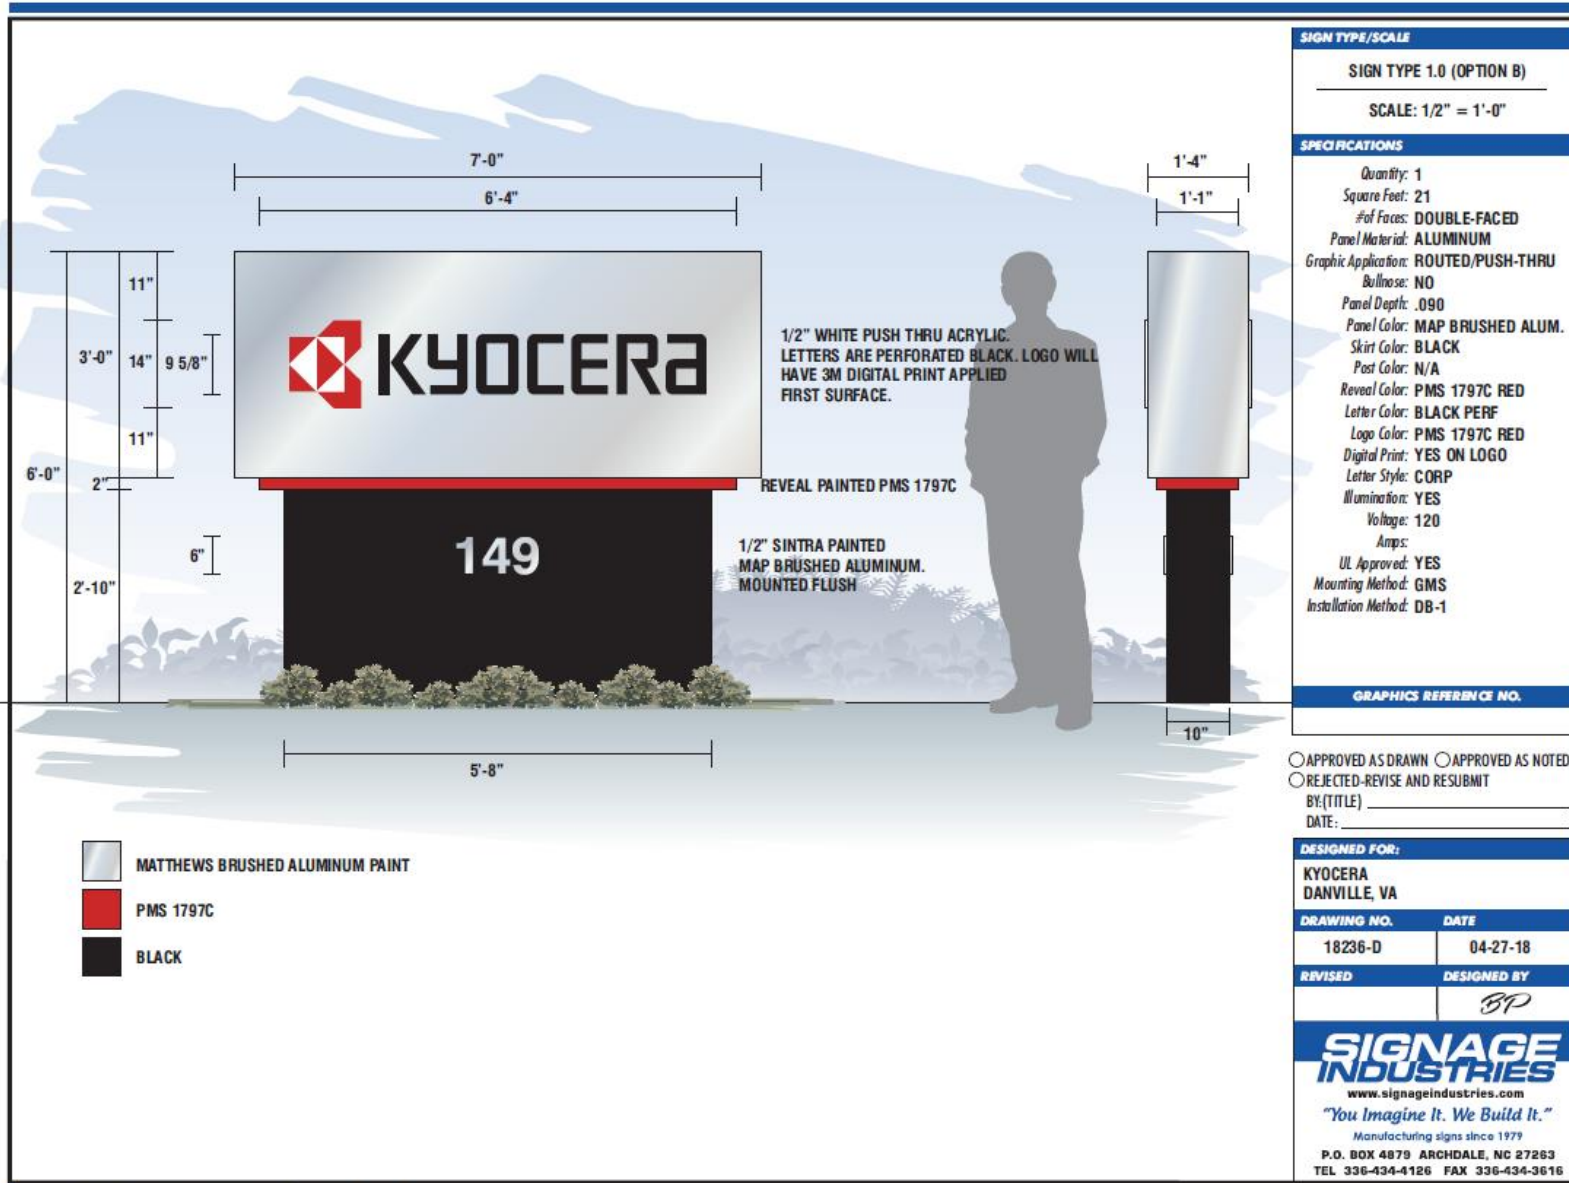 SIGN TYPE/SCALE
SIGN TYPE 1.0 (OPTION B)
SCALE: 1/2" = 1'-0"
SPECIFICATIONS
Quantity: 1
Square Feet: 21
#of Faces: DOUBLE-FACED
Panel Material: ALUMINUM
Graphic Application: ROUTED/PUSH-THRU
Bullnose: NO
Panel Depth: .090
Panel Color: MAP BRUSHED ALUM.
Skirt Color: BLACK
Post Color: N/A
Reveal Color: PMS 1797C RED
Letter Color: BLACK PERF
Logo Color: PMS 1797C RED
Digital Print: YES ON LOGO
Letter Style: CORP
Illumination: YES
Voltage: 120
Amps:
UL Approved: YES
Mounting Method: GMS
Installation Method: DB-1
GRAPHICS REFERENCE NO.
APPROVED AS DRAWN APPROVED AS NOTED
REJECTED-REVISE AND RESUBMIT
BY:(TITLE)
DATE:
DESIGNED FOR:
KYOCERA
DANVILLE, VA
DRAWING NO. DATE
18236-D 04-27-18
REVISED DESIGNED BY
BP
SIGNAGE
INDUSTRIES
www.signageindustries.com
"You Imagine It. We Build It."
Manufacturing signs since 1979
P.O. BOX 4879 ARCHDALE, NC 27263
TEL 336-434-4126 FAX 336-434-3616
7'-0"
6'-4"
1'-4"
1'-1"
11"
3'-0"
14"
9 5/8"
11"
6'-0"
2"
6"
2'-10"
KYOCERA
149
1/2" WHITE PUSH THRU ACRYLIC.
LETTERS ARE PERFORATED BLACK. LOGO WILL
HAVE 3M DIGITAL PRINT APPLIED
FIRST SURFACE.
REVEAL PAINTED PMS 1797C
1/2" SINTRA PAINTED
MAP BRUSHED ALUMINUM.
MOUNTED FLUSH
5'-8"
10"
MATTHEWS BRUSHED ALUMINUM PAINT
PMS 1797C
BLACK